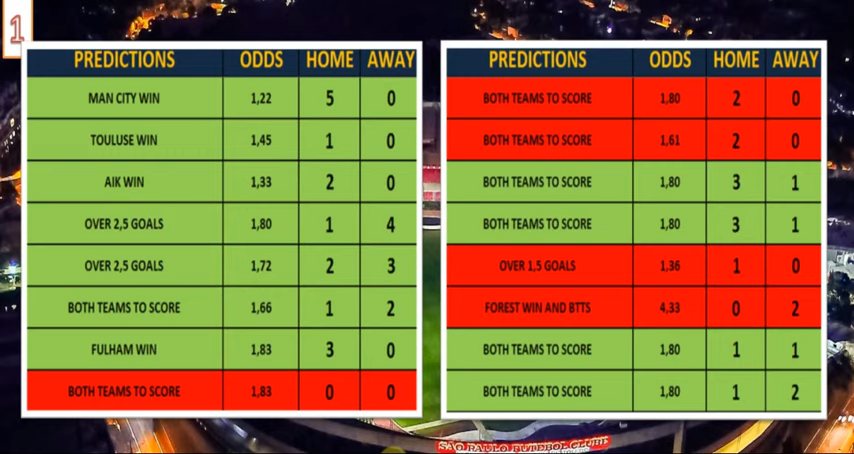 1
PREDICTIONS ODDS HOME AWAY
MAN CITY WIN 1,22 5 0
TOULUSE WIN 1,45 1 0
AIK WIN 1,33 2 0
OVER 2,5 GOALS 1,80 1 4
OVER 2,5 GOALS 1,72 2 3
BOTH TEAMS TO SCORE 1,66 1 2
FULHAM WIN 1,83 3 0
BOTH TEAMS TO SCORE 1,83 0 0
PREDICTIONS ODDS HOME AWAY
BOTH TEAMS TO SCORE 1,80 2 0
BOTH TEAMS TO SCORE 1,61 2 0
BOTH TEAMS TO SCORE 1,80 3 1
BOTH TEAMS TO SCORE 1,80 3 1
OVER 1,5 GOALS 1,36 1 0
FOREST WIN AND BTTS 4,33 0 2
BOTH TEAMS TO SCORE 1,80 1 1
BOTH TEAMS TO SCORE 1,80 1 2
SÃO PAULO FUTEBOL CLUBE